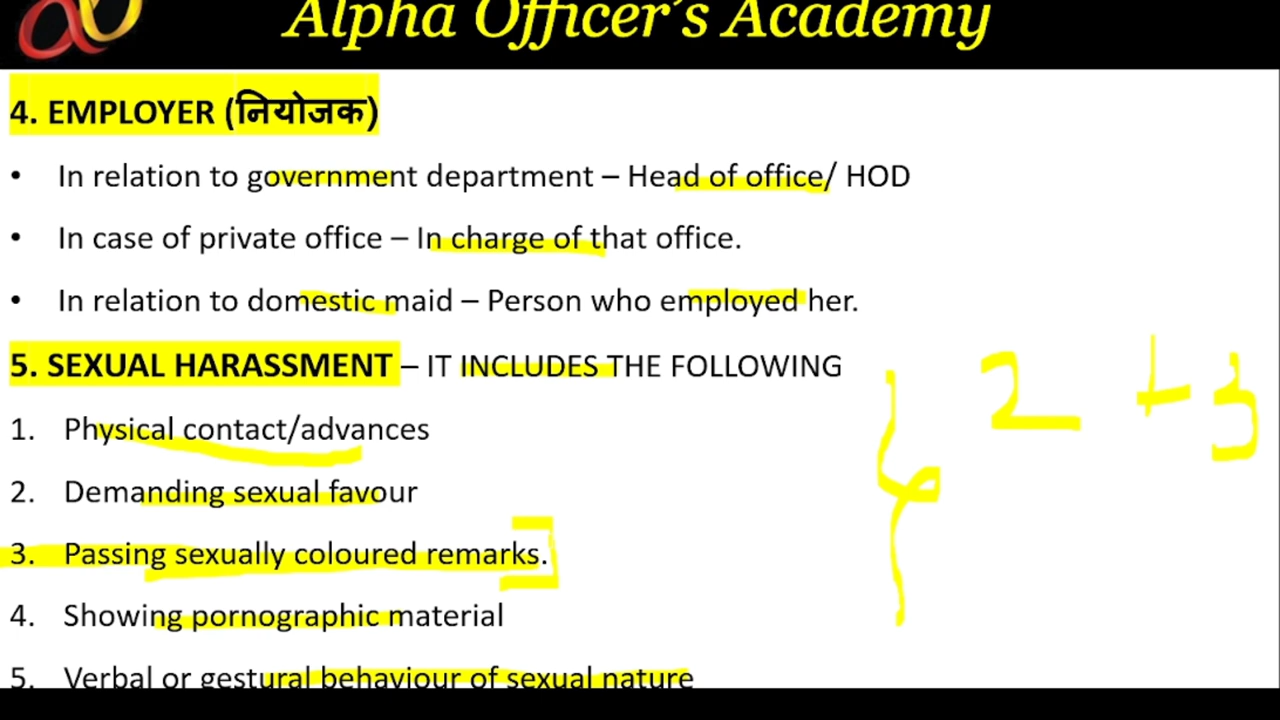 Alpha Officer's Academy
4. EMPLOYER (नियोजक)
• In relation to government department – Head of office/ HOD
• In case of private office – In charge of that office.
• In relation to domestic maid – Person who employed her.
5. SEXUAL HARASSMENT – IT INCLUDES THE FOLLOWING
1. Physical contact/advances
2. Demanding sexual favour
3. Passing sexually coloured remarks.
4. Showing pornographic material
5. Verbal or gestural behaviour of sexual nature
2 + 3